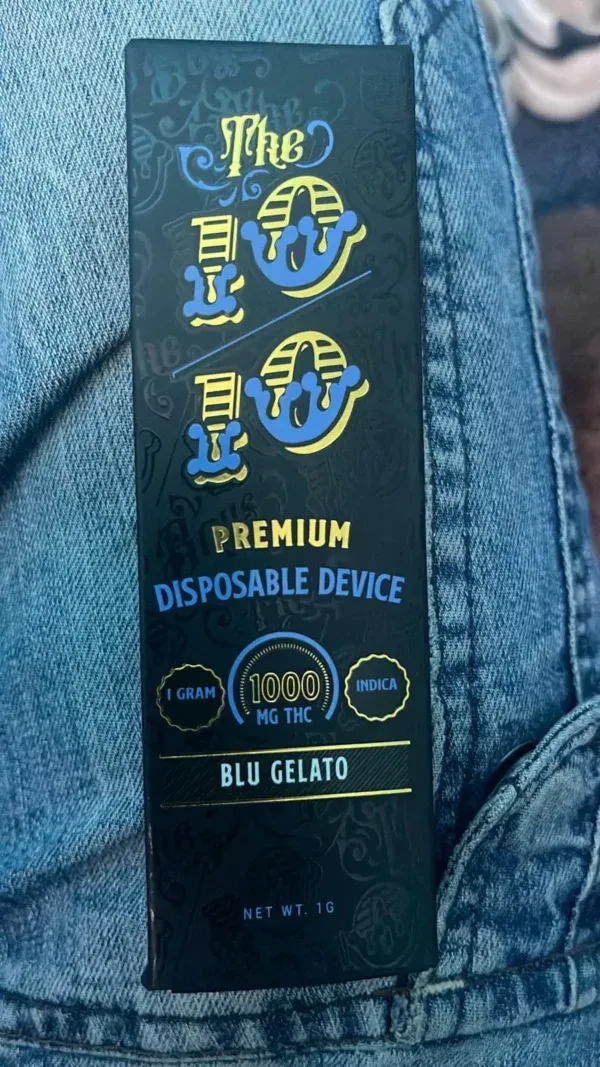 The
10
10
PREMIUM
DISPOSABLE DEVICE
1 GRAM
1000
MG THC
INDICA
BLU GELATO
NET WT. 1G